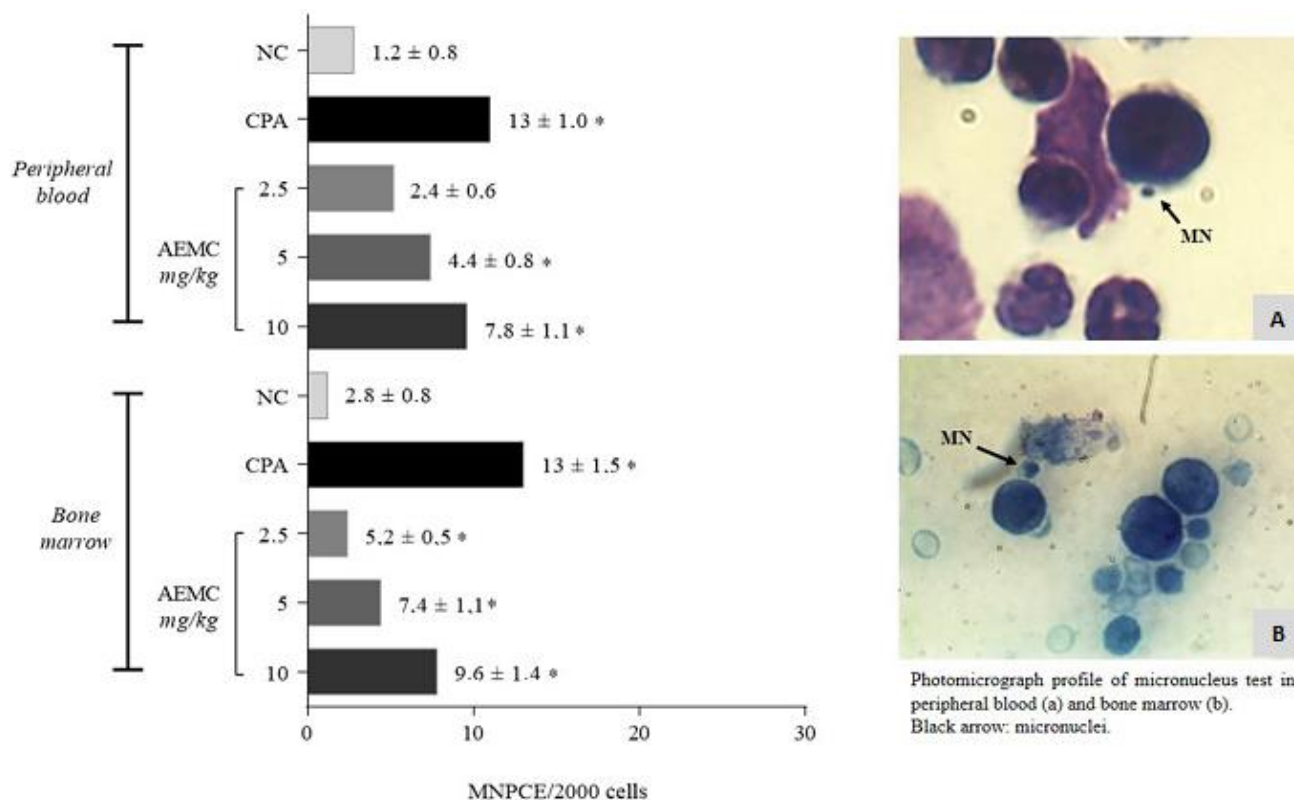 NC
1.2 ± 0.8
CPA
13 ± 1.0 *
Peripheral
blood
2.5
2.4 ± 0.6
AEMC
mg/kg
5
4.4 ± 0.8 *
10
7.8 ± 1.1 *
NC
2.8 ± 0.8
CPA
13 ± 1.5 *
Bone
marrow
2.5
5.2 ± 0.5 *
AEMC
mg/kg
5
7.4 ± 1.1 *
10
9.6 ± 1.4 *
0 10 20 30
MNPCE/2000 cells
MN
A
MN
B
Photomicrograph profile of micronucleus test in
peripheral blood (a) and bone marrow (b).
Black arrow: micronuclei.